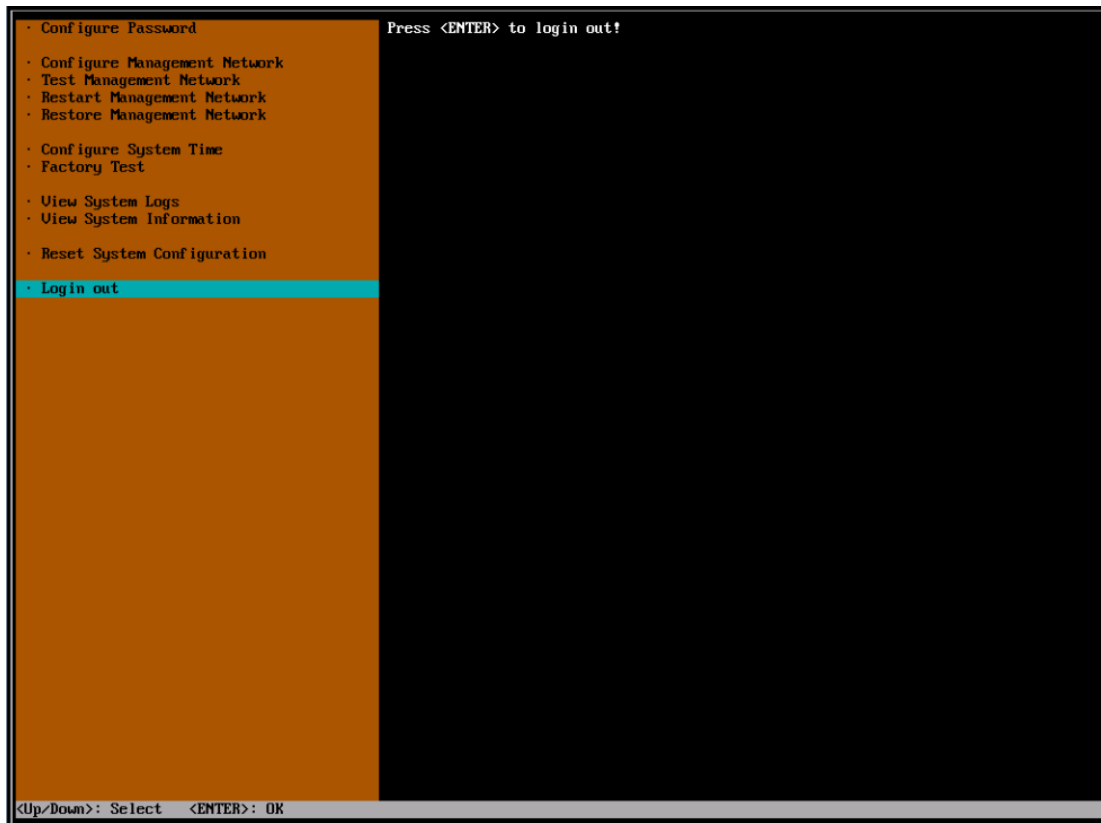 · Configure Password
Press <ENTER> to login out!
· Configure Management Network
· Test Management Network
· Restart Management Network
· Restore Management Network
· Configure System Time
· Factory Test
· View System Logs
· View System Information
· Reset System Configuration
· Login out
<Up/Down>: Select <ENTER>: OK